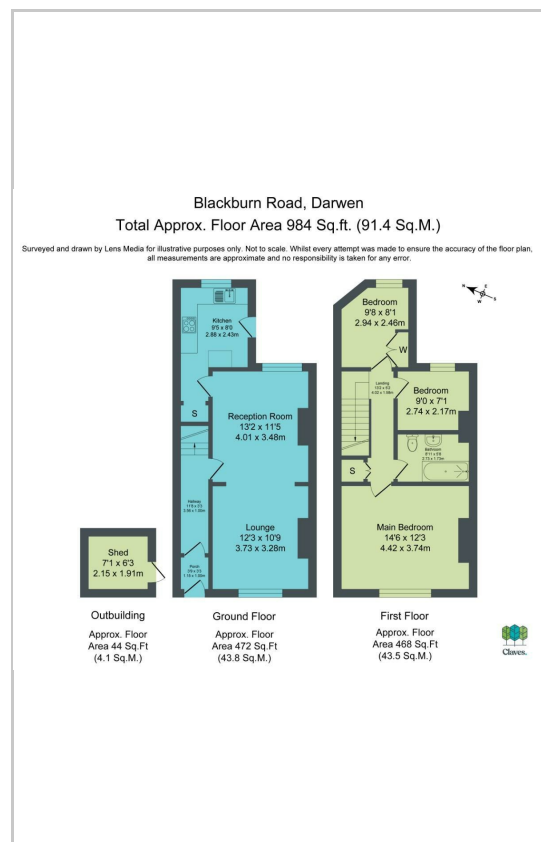 Blackburn Road, Darwen
Total Approx. Floor Area 984 Sq.ft. (91.4 Sq.M.)
Surveyed and drawn by Lens Media for illustrative purposes only. Not to scale. Whilst every attempt was made to ensure the accuracy of the floor plan,
all measurements are approximate and no responsibility is taken for any error.
Kitchen
9'5 x 8'0
2.88 x 2.43m
S
Reception Room
13'2 x 11'5
4.01 x 3.48m
Hallway
Lounge
12'3 x 10'9
3.73 x 3.28m
Porch
Shed
7'1 x 6'3
2.15 x 1.91m
Bedroom
9'8 x 8'1
2.94 x 2.46m
W
Landing
Bedroom
9'0 x 7'1
2.74 x 2.17m
Bathroom
S
Main Bedroom
14'6 x 12'3
4.42 x 3.74m
N
E
S
W
Outbuilding
Approx. Floor
Area 44 Sq.Ft
(4.1 Sq.M.)
Ground Floor
Approx. Floor
Area 472 Sq.Ft
(43.8 Sq.M.)
First Floor
Approx. Floor
Area 468 Sq.Ft
(43.5 Sq.M.)
Claves.